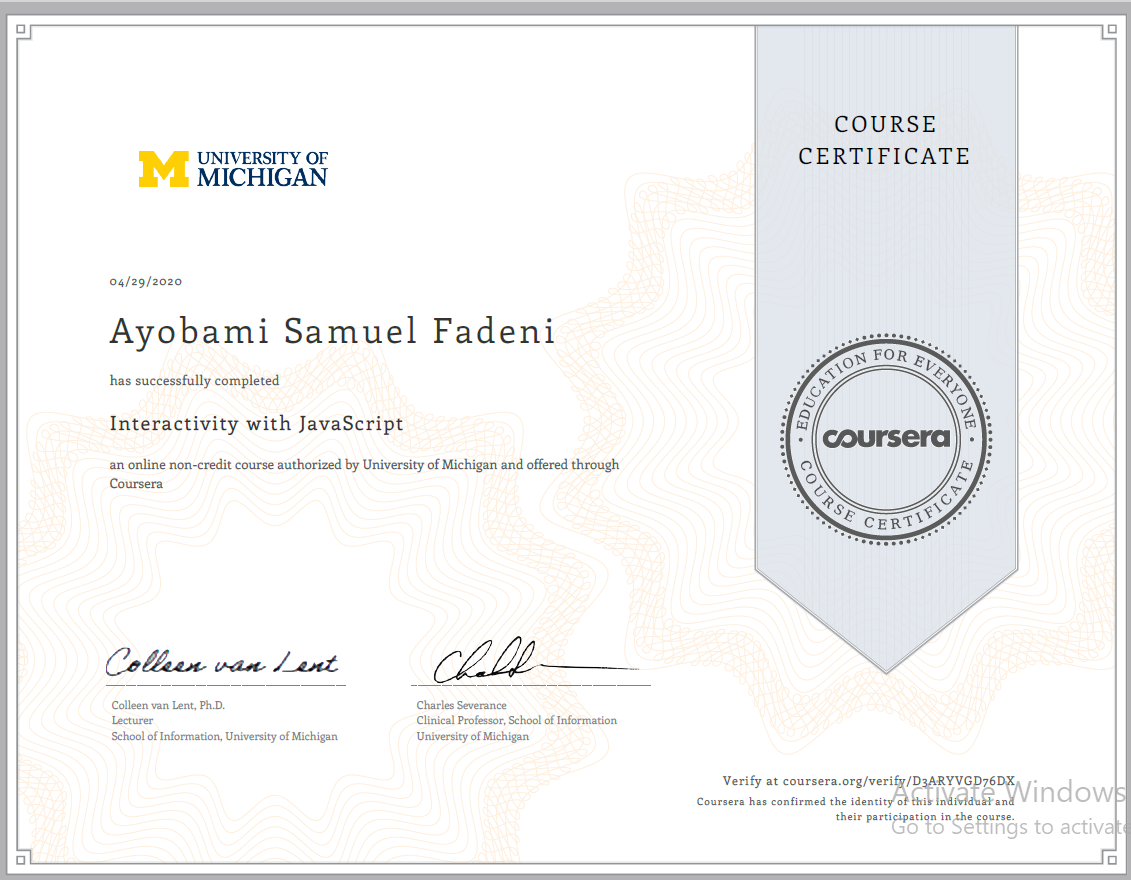 COURSE
CERTIFICATE
UNIVERSITY OF
MICHIGAN
04/29/2020
Ayobami Samuel Fadeni
has successfully completed
Interactivity with JavaScript
an online non-credit course authorized by University of Michigan and offered through
Coursera
EDUCATION FOR EVERYONE
coursera
COURSE CERTIFICATE
Colleen van Lent
Colleen van Lent, Ph.D.
Lecturer
School of Information, University of Michigan
Charles Severance
Clinical Professor, School of Information
University of Michigan
Verify at coursera.org/verify/D3ARYVGD76DX
Coursera has confirmed the identity of this individual and
their participation in the course.
Activate Windows
Go to Settings to activate